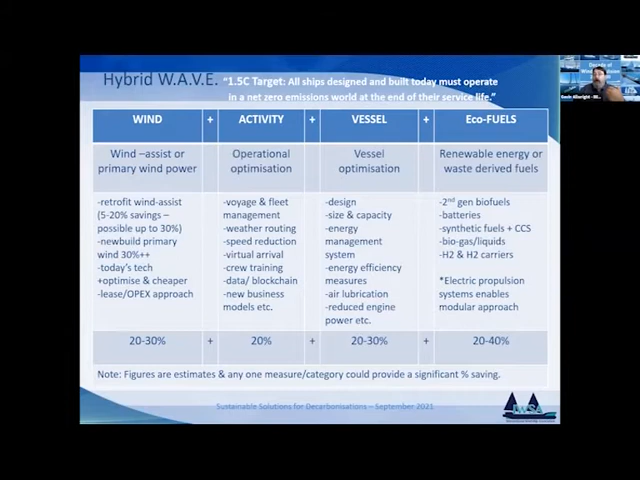 Hybrid W.A.V.E. "1.5C Target: All ships designed and built today must operate
in a net zero emissions world at the end of their service life."
WIND + ACTIVITY + VESSEL + Eco-FUELS
Wind –assist or
primary wind power
Operational
optimisation
Vessel
optimisation
Renewable energy or
waste derived fuels
-retrofit wind-assist
(5-20% savings –
possible up to 30%)
-newbuild primary
wind 30%++
-today's tech
+optimise & cheaper
-lease/OPEX approach
-voyage & fleet
management
-weather routing
-speed reduction
-virtual arrival
-crew training
-data/ blockchain
-new business
models etc.
-design
-size & capacity
-energy
management
system
-energy efficiency
measures
-air lubrication
-reduced engine
power etc.
-2nd gen biofuels
-batteries
-synthetic fuels + CCS
-bio-gas/liquids
-H2 & H2 carriers
*Electric propulsion
systems enables
modular approach
20-30% + 20% + 20-30% + 20-40%
Note: Figures are estimates & any one measure/category could provide a significant % saving.
Sustainable Solutions for Decarbonisations – September 2021
IWSA
Decade of